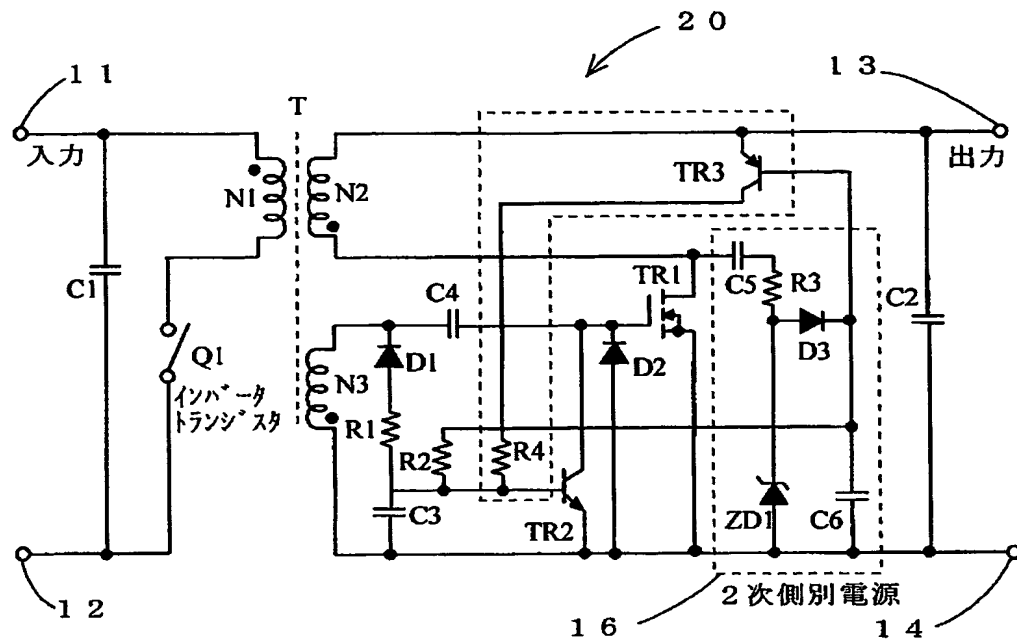 ２０
１１
１３
T
入力
出力
N1
N2
TR3
C1
Q1
インバータ
トランジスタ
C4
TR1
C5
R3
C2
D3
N3
D1
D2
R1
R2
R4
C3
TR2
ZD1
C6
２次側別電源
１２
１６
１４